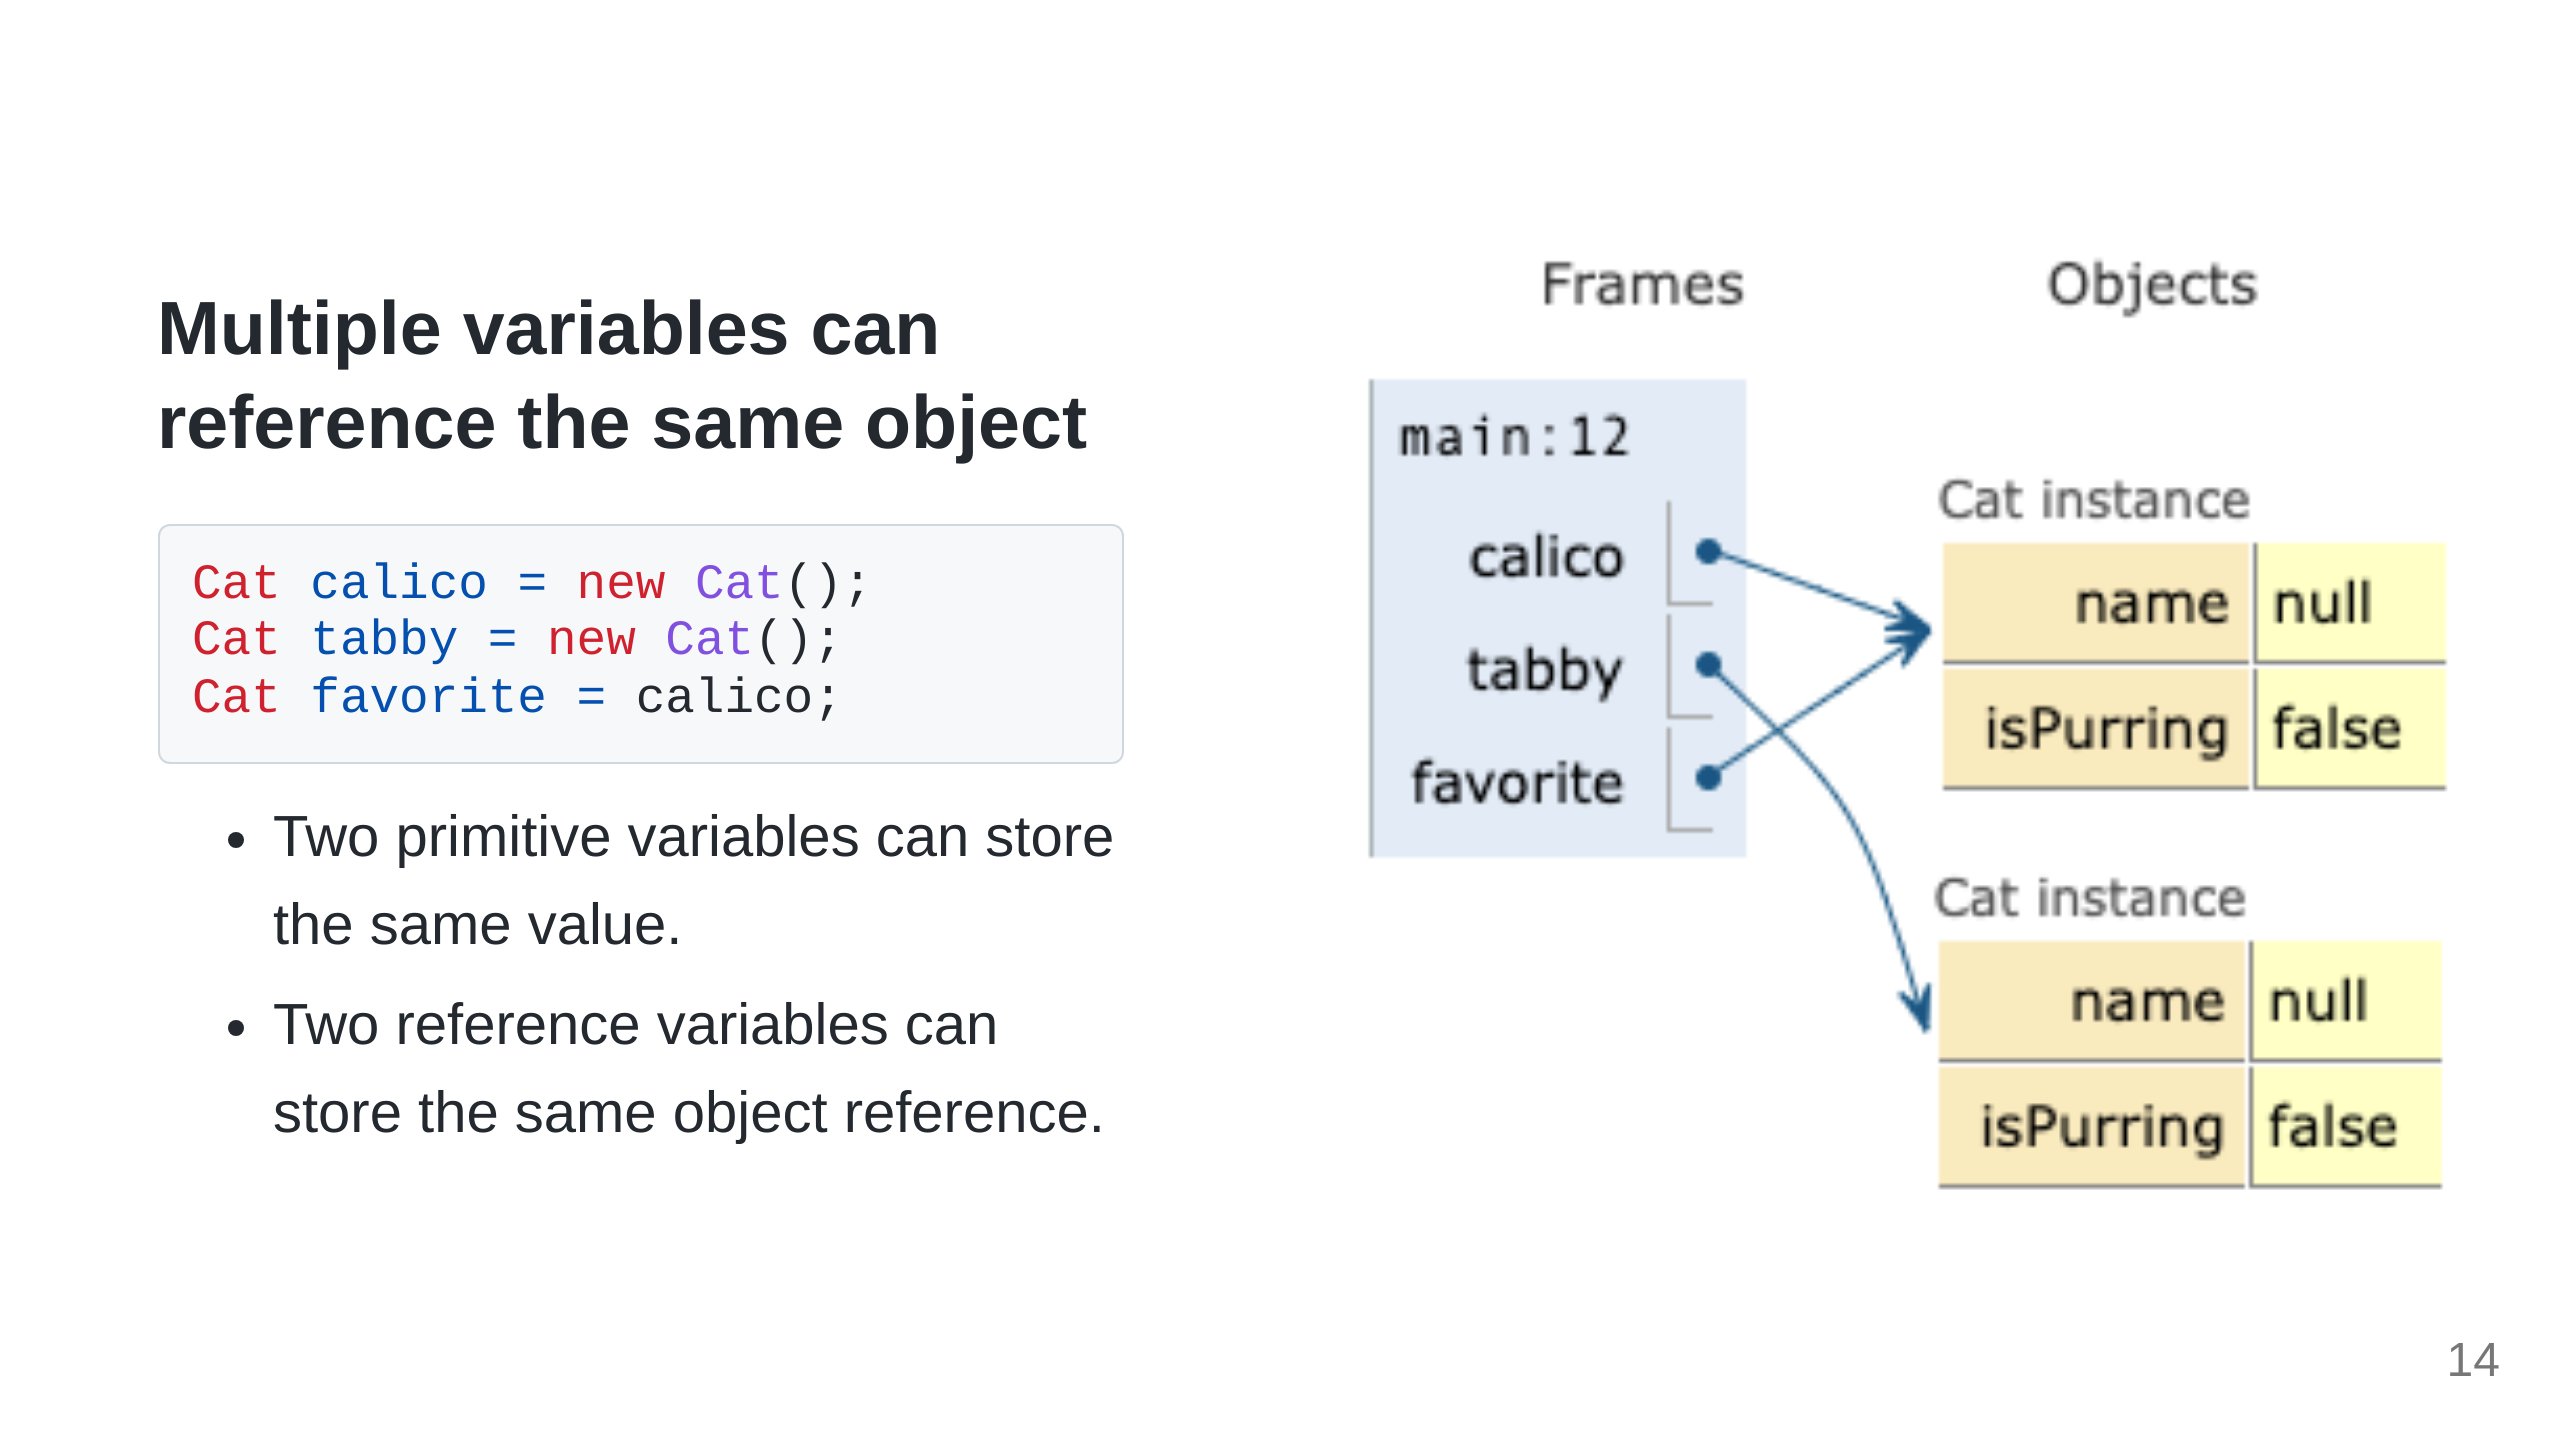 Multiple variables can
reference the same object
Cat calico = new Cat();
Cat tabby = new Cat();
Cat favorite = calico;
• Two primitive variables can store
the same value.
• Two reference variables can
store the same object reference.
Frames
Objects
main:12
calico
tabby
favorite
Cat instance
name null
isPurring false
Cat instance
name null
isPurring false
14